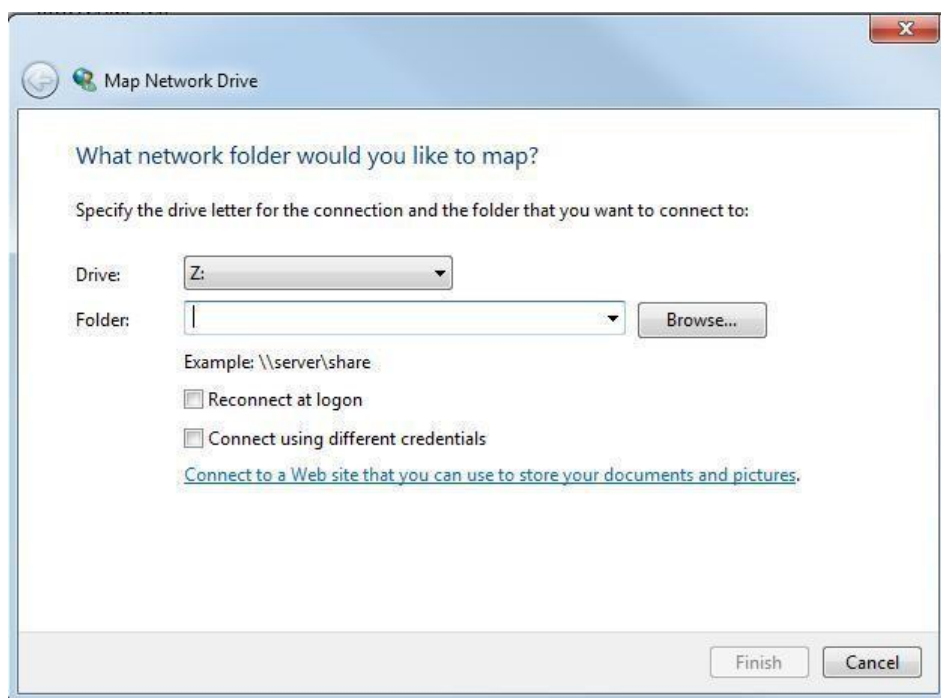 Map Network Drive
What network folder would you like to map?
Specify the drive letter for the connection and the folder that you want to connect to:
Drive: Z:
Folder: Browse...
Example: \\server\share
Reconnect at logon
Connect using different credentials
Connect to a Web site that you can use to store your documents and pictures.
Finish Cancel